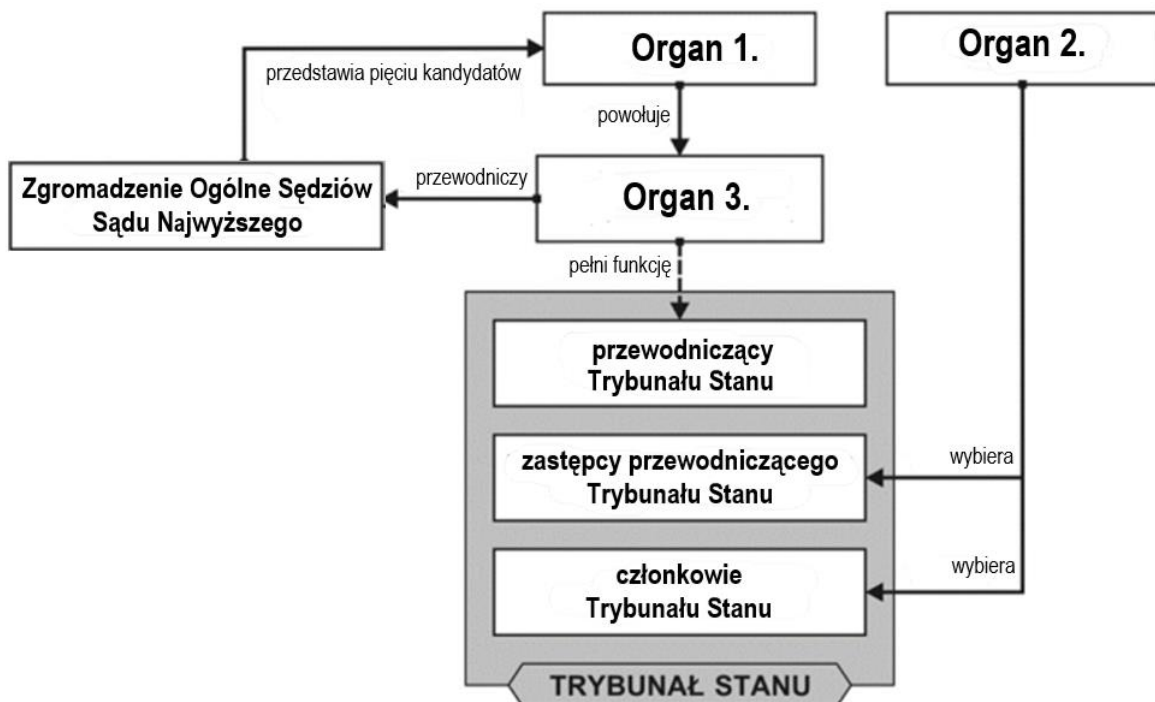 Organ 1.
Organ 2.
przedstawia pięciu kandydatów
powołuje
Zgromadzenie Ogólne Sędziów
Sądu Najwyższego
przewodniczy
Organ 3.
pełni funkcję
przewodniczący
Trybunału Stanu
zastępcy przewodniczącego
Trybunału Stanu
wybiera
członkowie
Trybunału Stanu
wybiera
TRYBUNAŁ STANU